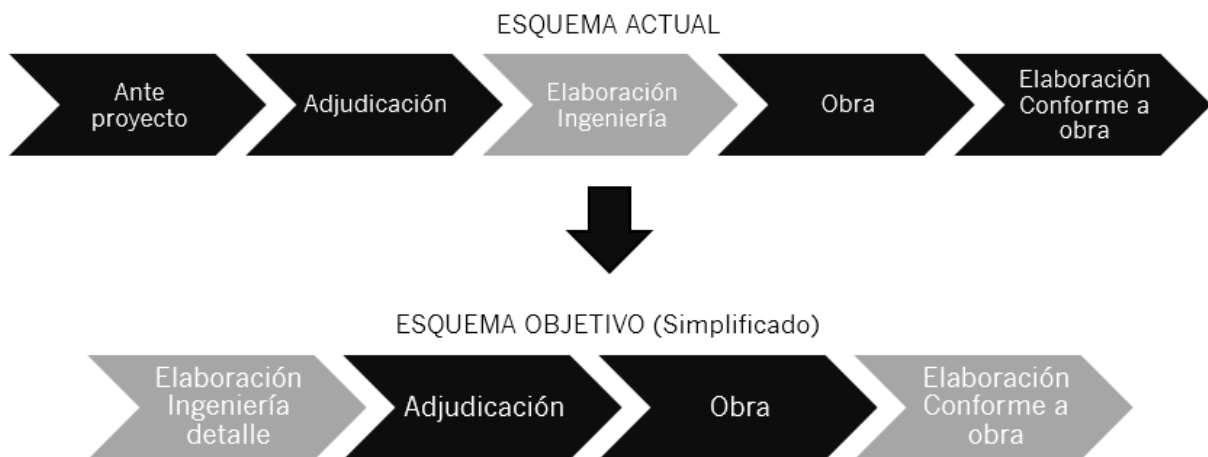 ESQUEMA ACTUAL
Ante
proyecto
Adjudicación
Elaboración
Ingeniería
Obra
Elaboración
Conforme a
obra
ESQUEMA OBJETIVO (Simplificado)
Elaboración
Ingeniería
detalle
Adjudicación
Obra
Elaboración
Conforme a
obra